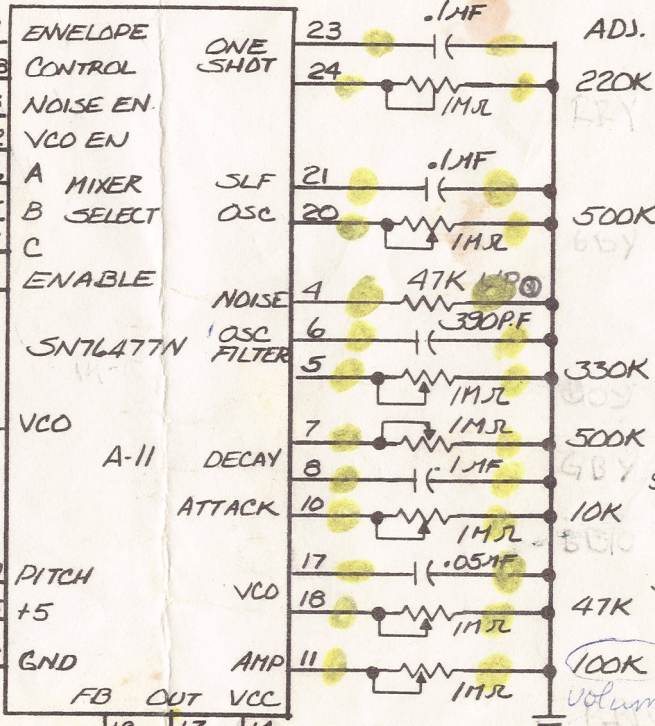 ENVELOPE
CONTROL
NOISE EN
VCO EN
A MIXER
B SELECT
C
ENABLE
SN76477N
VCO
A-11
PITCH
+5
GND
FB OUT VCC
ONE
SHOT
SLF
OSC
NOISE
OSC
FILTER
DECAY
ATTACK
VCO
AMP
23 .1MF ADJ.
24 1MΩ 220K
21 .1MF
20 1MΩ 500K
4 47K
6 390P.F
5 1MΩ 330K
7 1MΩ 500K
GBY
8 .1MF
10 1MΩ 10K
17 .05MF
18 1MΩ 47K
11 1MΩ 100K